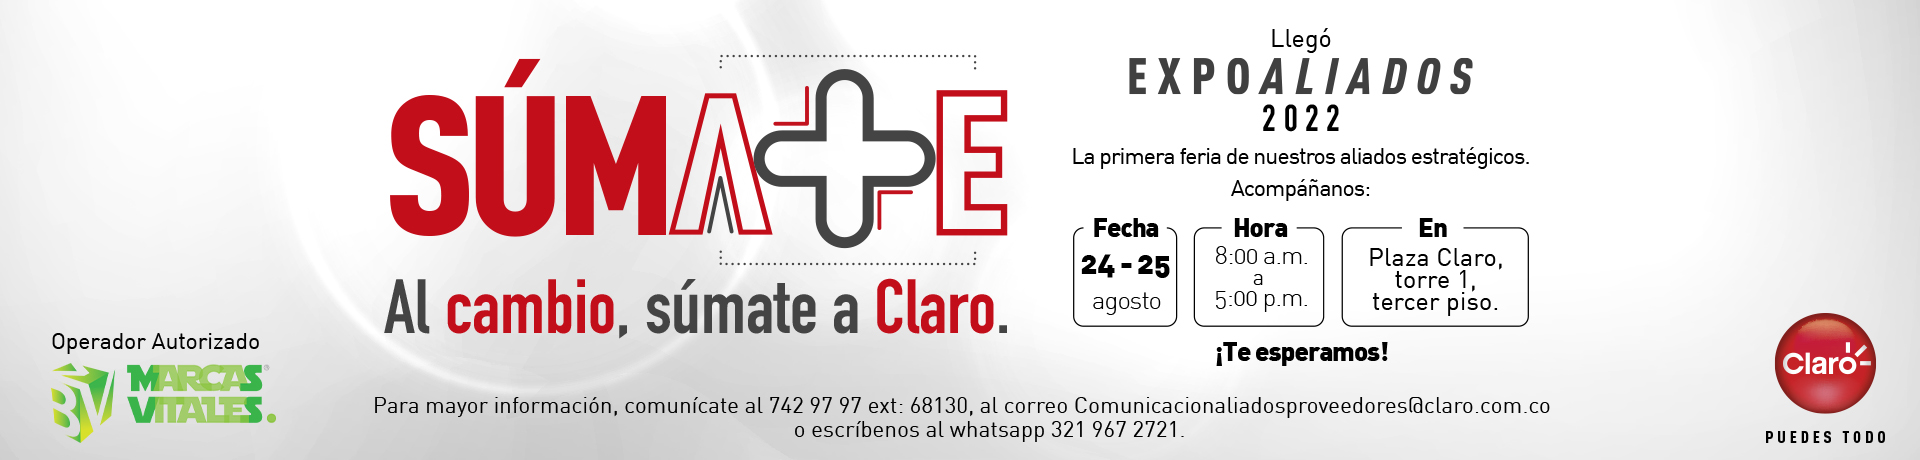 SÚMATE
Al cambio, súmate a Claro.
Llegó
EXPOALIADOS
2022
La primera feria de nuestros aliados estratégicos.
Acompáñanos:
Fecha
24 - 25
agosto
Hora
8:00 a.m.
a
5:00 p.m.
En
Plaza Claro,
torre 1,
tercer piso.
¡Te esperamos!
Operador Autorizado
BV
MARCAS
VITALES.
Para mayor información, comunícate al 742 97 97 ext: 68130, al correo Comunicacionaliadosproveedores@claro.com.co
o escríbenos al whatsapp 321 967 2721.
Claro
PUEDES TODO